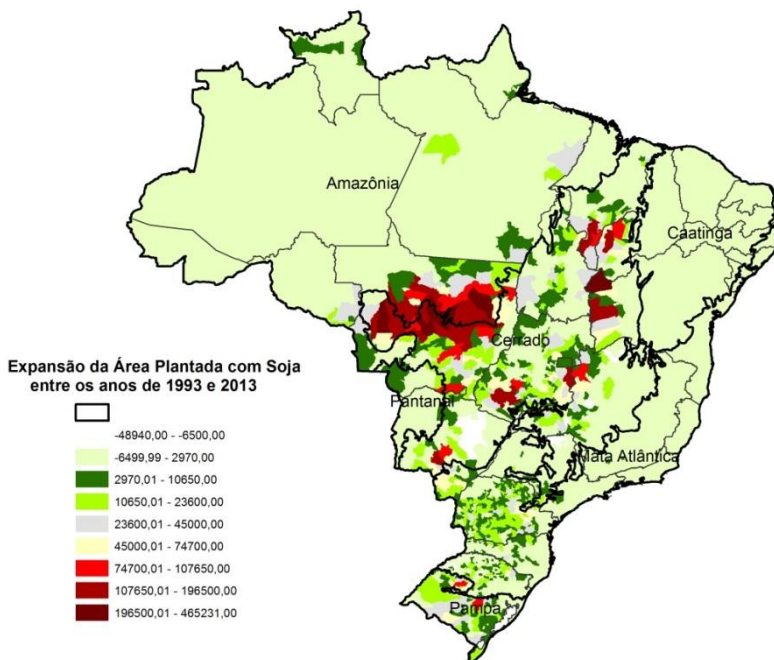 Amazônia
Caatinga
Cerrado
Expansão da Área Plantada com Soja
entre os anos de 1993 e 2013
Pantanal
Mata Atlântica
Pampa
-48940,00 - -6500,00
-6499,99 - 2970,00
2970,01 - 10650,00
10650,01 - 23600,00
23600,01 - 45000,00
45000,01 - 74700,00
74700,01 - 107650,00
107650,01 - 196500,00
196500,01 - 465231,00